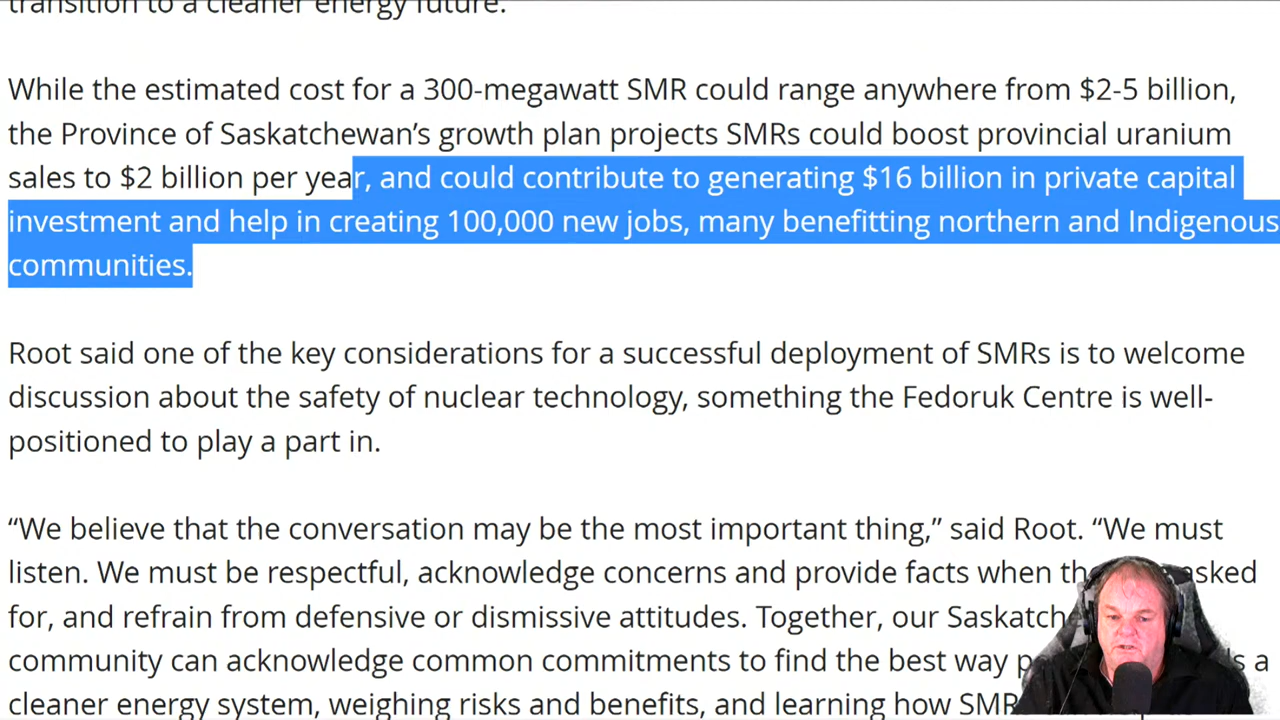 transition to a cleaner energy future.
While the estimated cost for a 300-megawatt SMR could range anywhere from $2-5 billion,
the Province of Saskatchewan’s growth plan projects SMRs could boost provincial uranium
sales to $2 billion per year, and could contribute to generating $16 billion in private capital
investment and help in creating 100,000 new jobs, many benefitting northern and Indigenous
communities.
Root said one of the key considerations for a successful deployment of SMRs is to welcome
discussion about the safety of nuclear technology, something the Fedoruk Centre is well-
positioned to play a part in.
“We believe that the conversation may be the most important thing,” said Root. “We must
listen. We must be respectful, acknowledge concerns and provide facts when asked
for, and refrain from defensive or dismissive attitudes. Together, our
community can acknowledge common commitments to find the best way a
cleaner energy system, weighing risks and benefits, and learning how